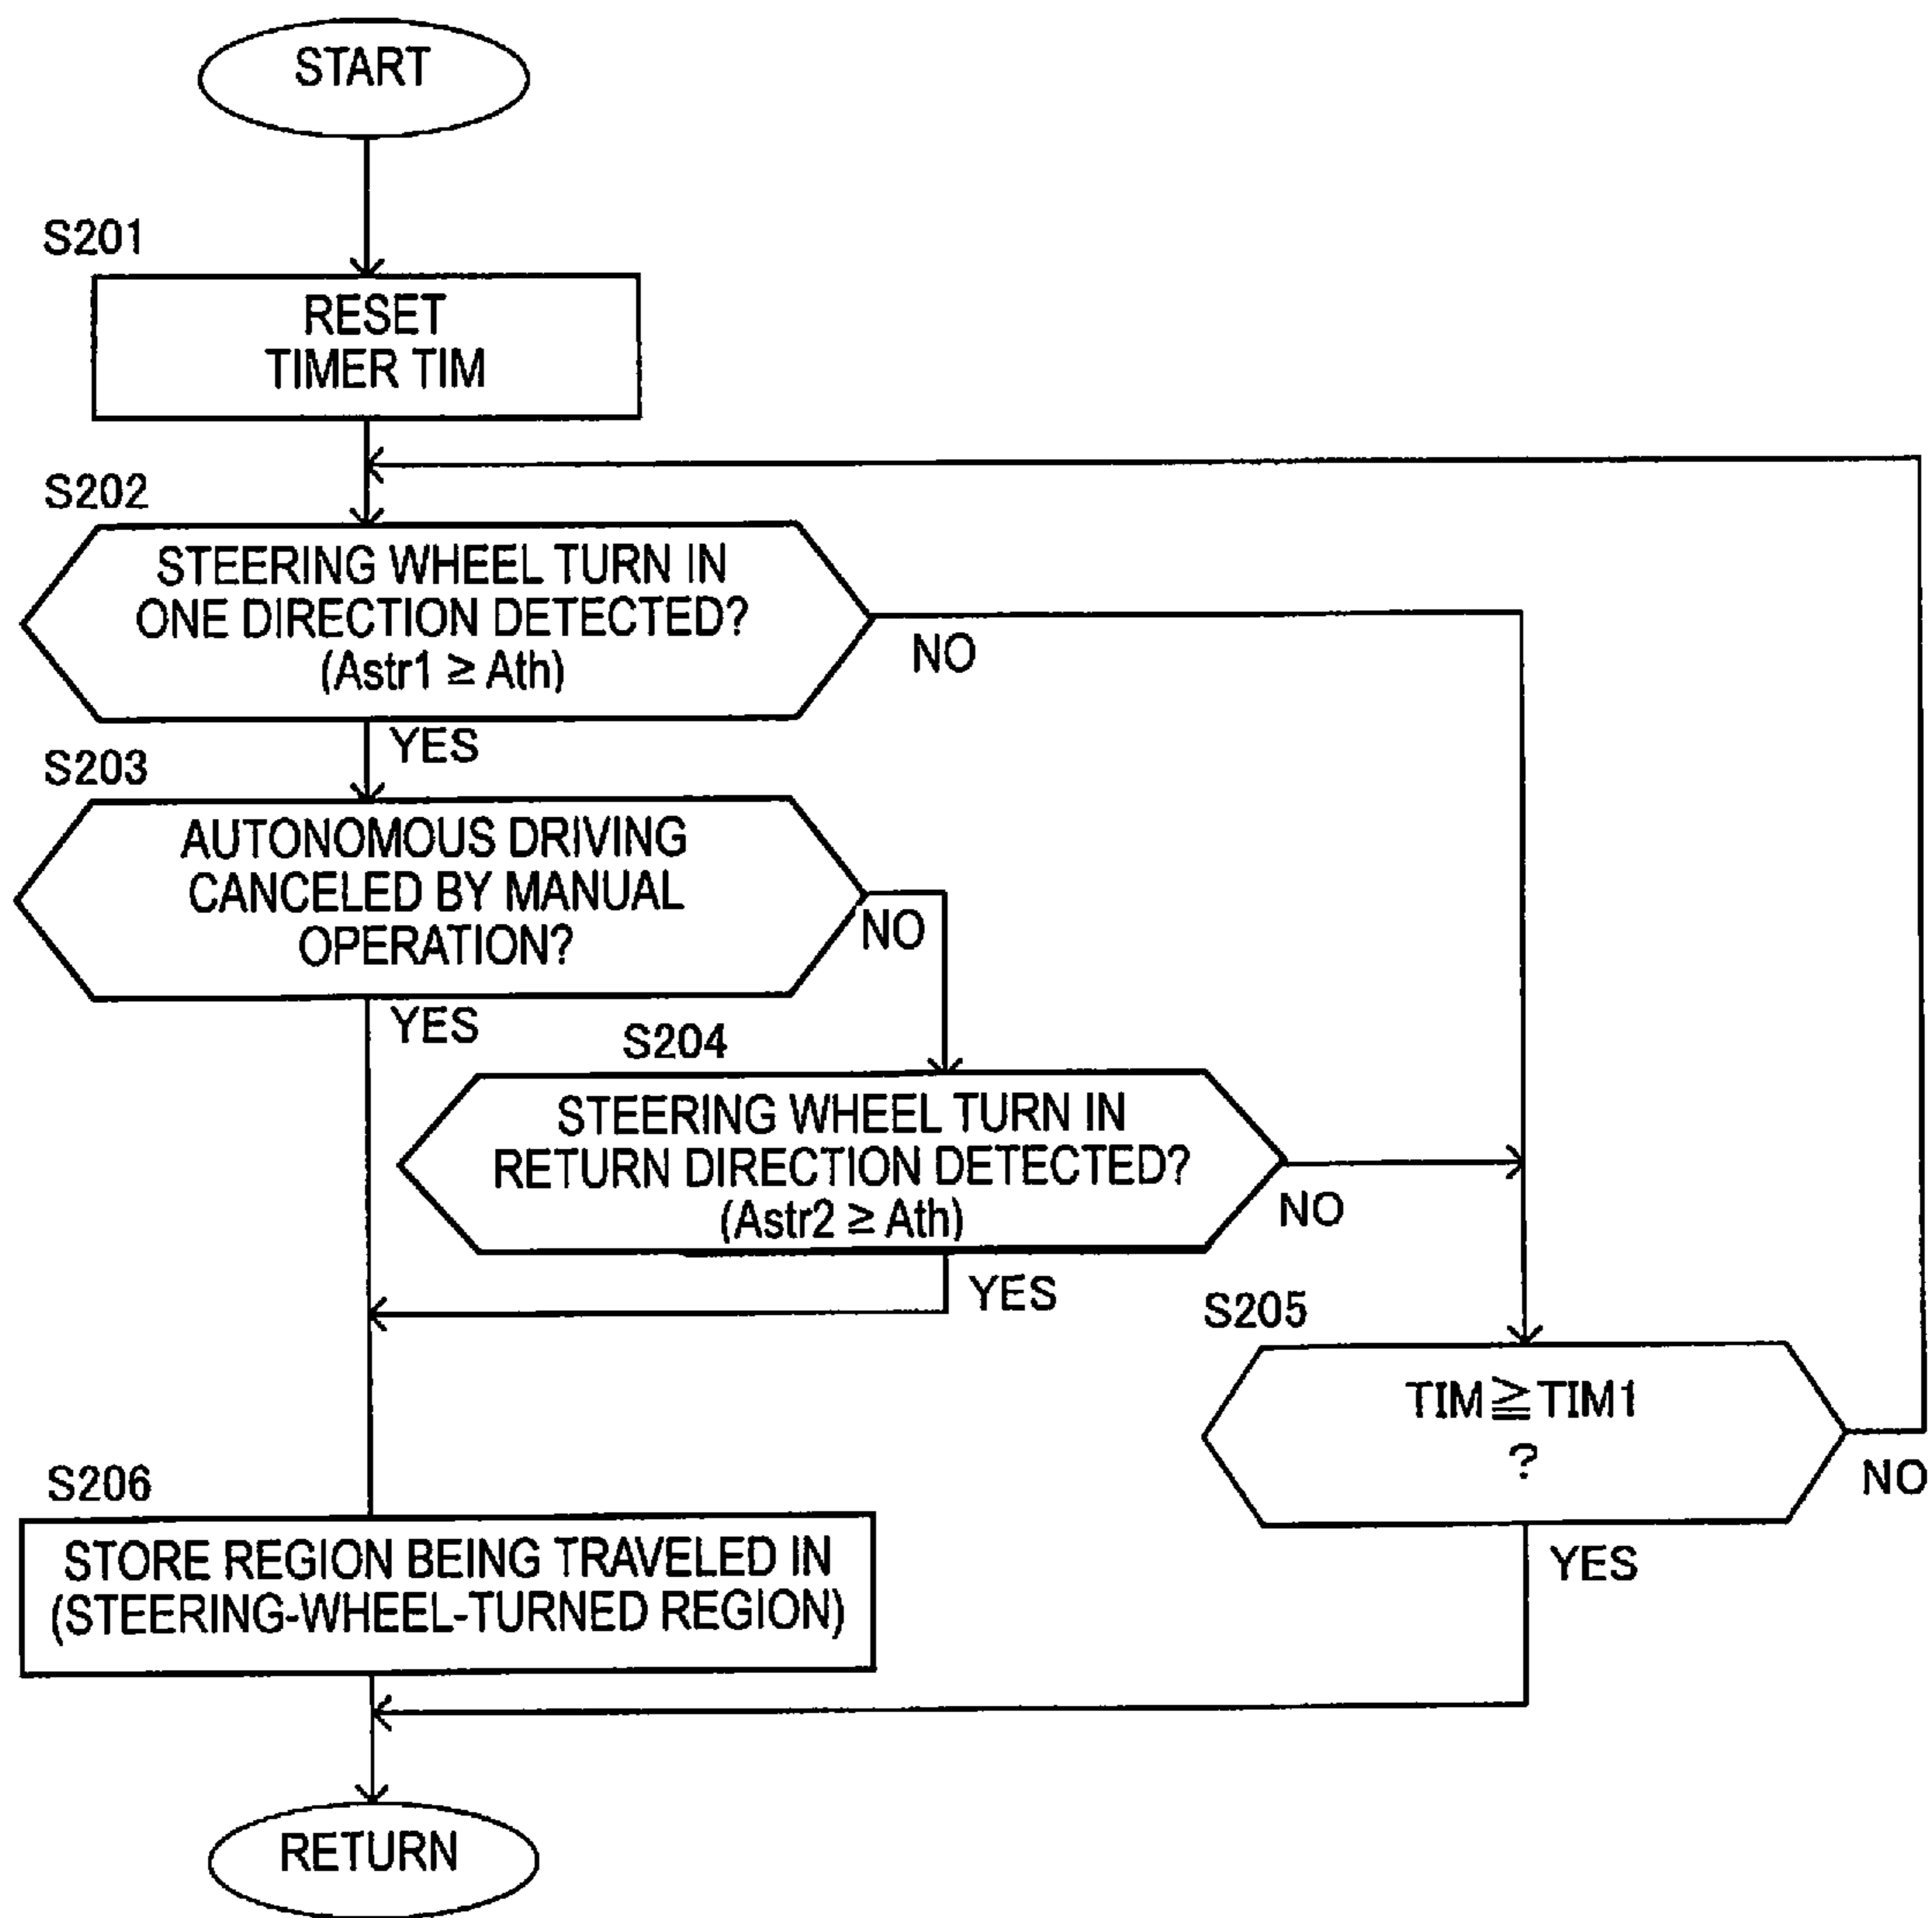 START
S201
RESET
TIMER TIM
S202
STEERING WHEEL TURN IN
ONE DIRECTION DETECTED?
(Astr1 ≥ Ath)
NO
YES
S203
AUTONOMOUS DRIVING
CANCELED BY MANUAL
OPERATION?
NO
YES
S204
STEERING WHEEL TURN IN
RETURN DIRECTION DETECTED?
(Astr2 ≥ Ath)
NO
YES
S205
TIM≧TIM1
?
NO
YES
S206
STORE REGION BEING TRAVELED IN
(STEERING-WHEEL-TURNED REGION)
RETURN